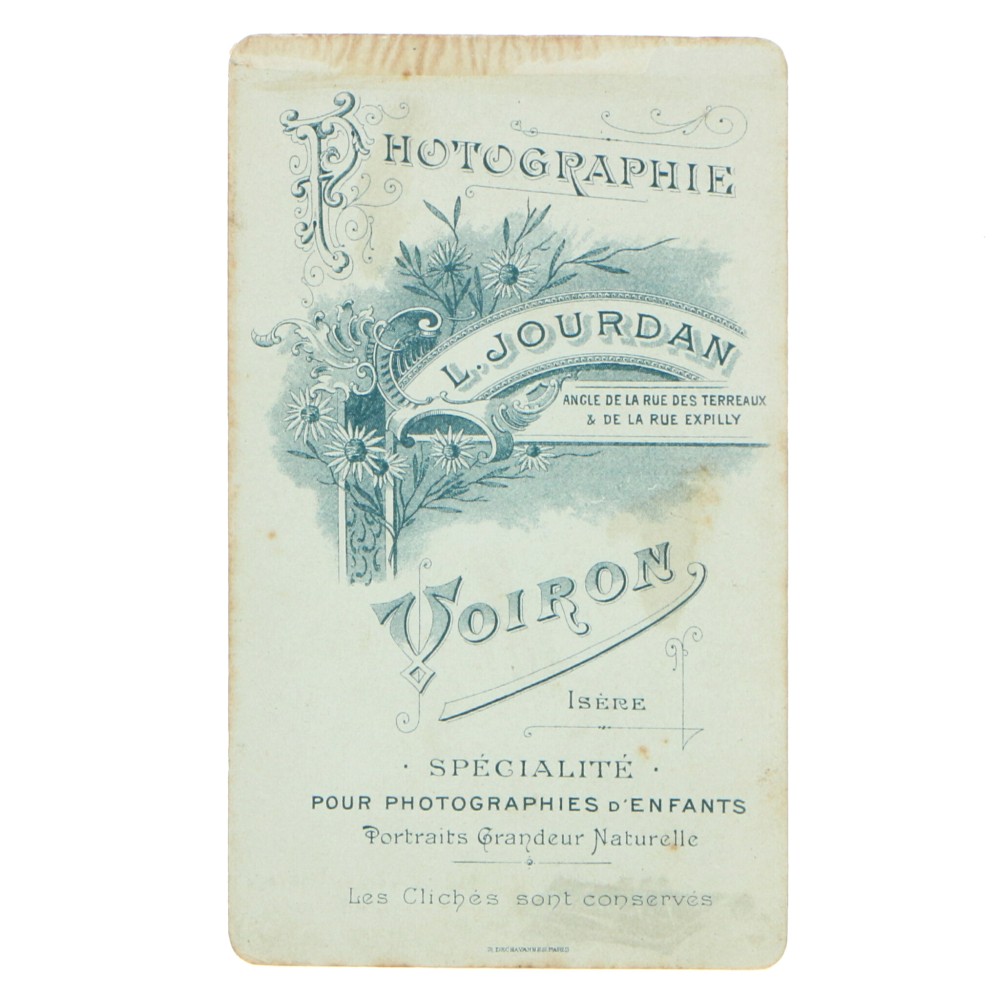 PHOTOGRAPHIE
L. JOURDAN
ANGLE DE LA RUE DES TERREAUX
& DE LA RUE EXPILLY
VOIRON
ISÈRE
· SPÉCIALITÉ ·
POUR PHOTOGRAPHIES D'ENFANTS
Portraits Grandeur Naturelle
Les Clichés sont conservés